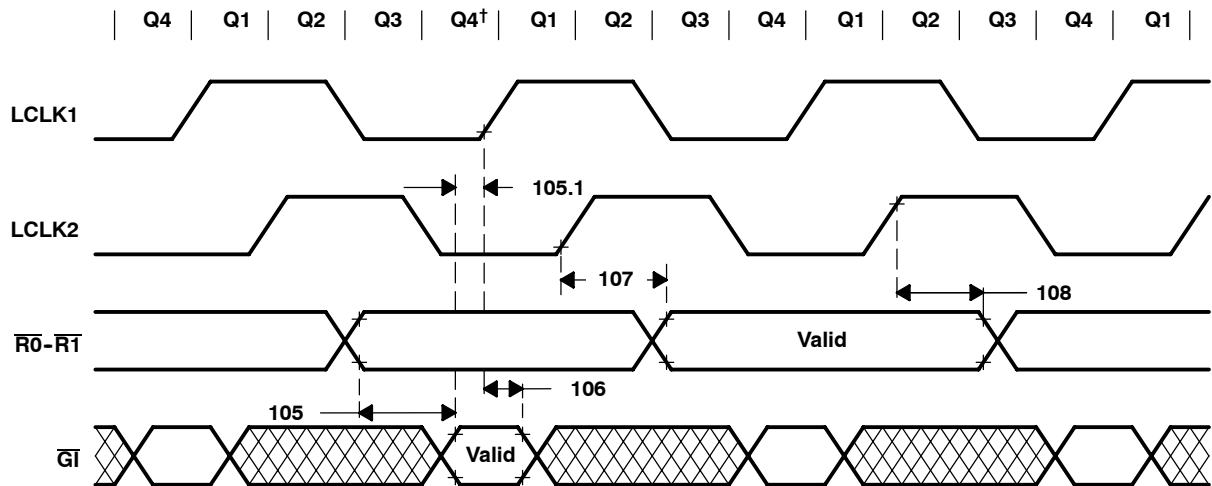 Q4 Q1 Q2 Q3 Q4† Q1 Q2 Q3 Q4 Q1 Q2 Q3 Q4 Q1
LCLK1
105.1
LCLK2
107
108
R0-R1
Valid
106
105
GI
Valid